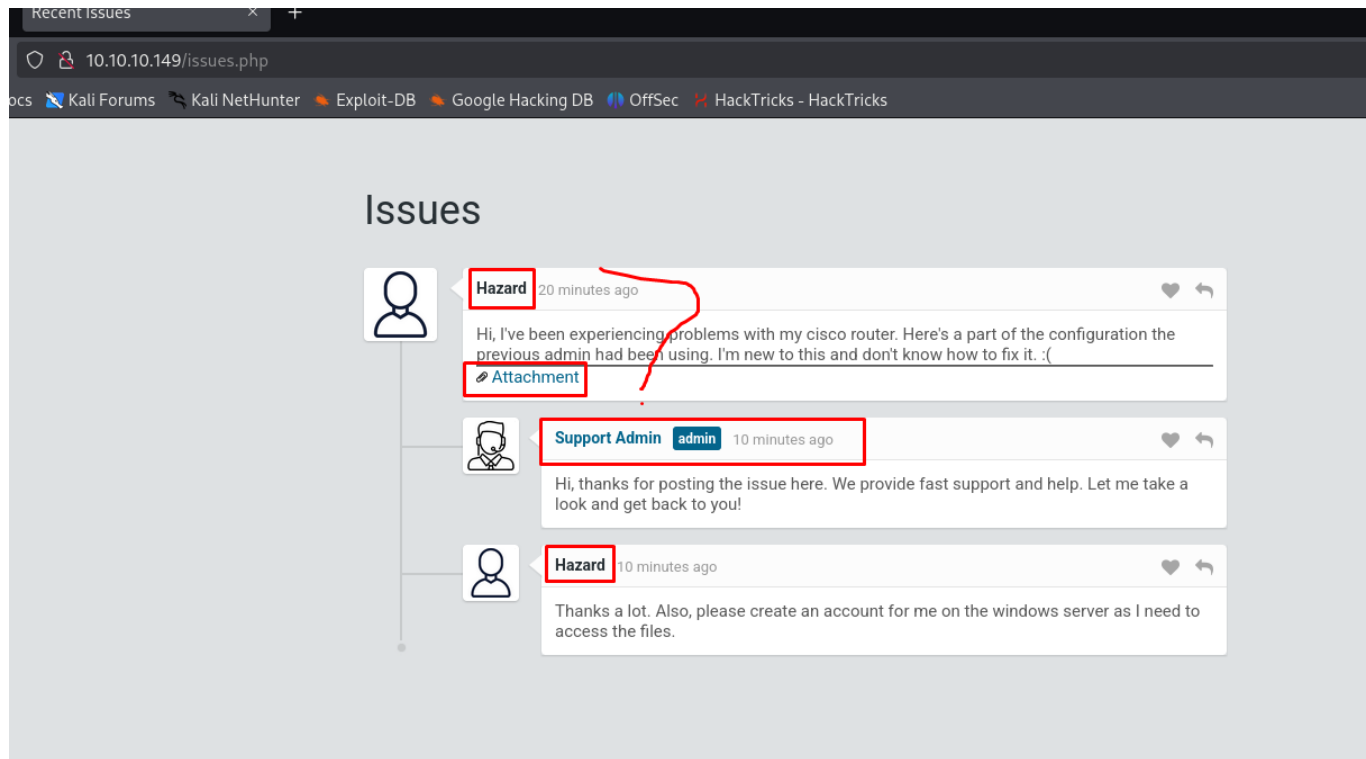 Recent Issues × +
10.10.10.149/issues.php
ocs Kali Forums Kali NetHunter Exploit-DB Google Hacking DB OffSec HackTricks - HackTricks
Issues
Hazard 20 minutes ago
Hi, I've been experiencing problems with my cisco router. Here's a part of the configuration the
previous admin had been using. I'm new to this and don't know how to fix it. :(
Attachment
Support Admin admin 10 minutes ago
Hi, thanks for posting the issue here. We provide fast support and help. Let me take a
look and get back to you!
Hazard 10 minutes ago
Thanks a lot. Also, please create an account for me on the windows server as I need to
access the files.